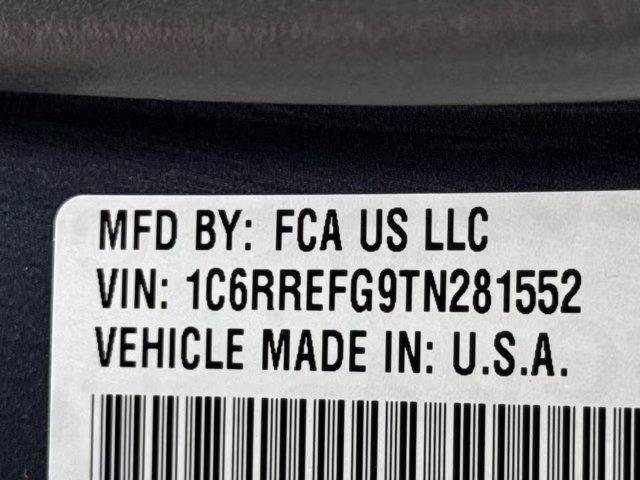 MFD BY: FCA US LLC
VIN: 1C6RREFG9TN281552
VEHICLE MADE IN: U.S.A.